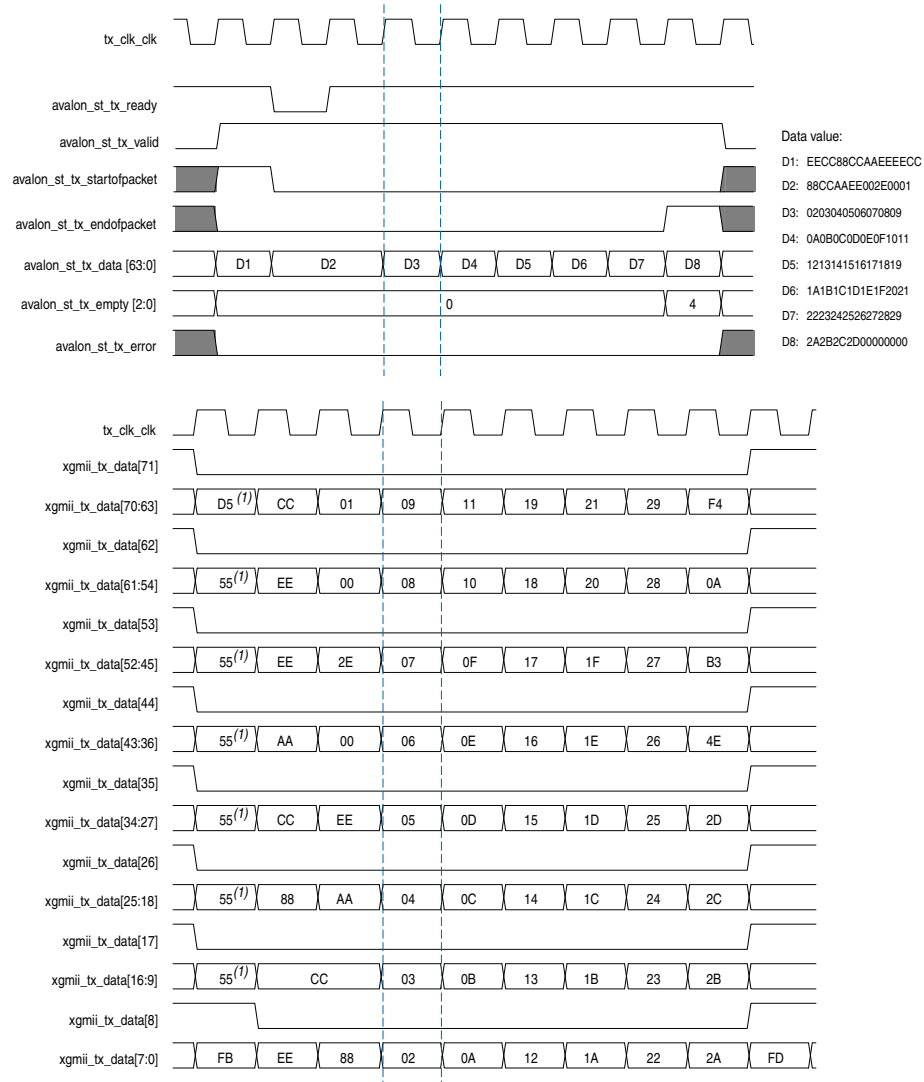 tx_clk_clk
avalon_st_tx_ready
avalon_st_tx_valid
avalon_st_tx_startofpacket
avalon_st_tx_endofpacket
avalon_st_tx_data [63:0] D1 D2 D3 D4 D5 D6 D7 D8
avalon_st_tx_empty [2:0] 0 4
avalon_st_tx_error
Data value:
D1: EECC88CCAAEEEECC
D2: 88CCAAEE002E0001
D3: 0203040506070809
D4: 0A0B0C0D0E0F1011
D5: 1213141516171819
D6: 1A1B1C1D1E1F2021
D7: 2223242526272829
D8: 2A2B2C2D00000000
tx_clk_clk
xgmii_tx_data[71]
xgmii_tx_data[70:63] D5 (1) CC 01 09 11 19 21 29 F4
xgmii_tx_data[62]
xgmii_tx_data[61:54] 55(1) EE 00 08 10 18 20 28 0A
xgmii_tx_data[53]
xgmii_tx_data[52:45] 55(1) EE 2E 07 0F 17 1F 27 B3
xgmii_tx_data[44]
xgmii_tx_data[43:36] 55(1) AA 00 06 0E 16 1E 26 4E
xgmii_tx_data[35]
xgmii_tx_data[34:27] 55(1) CC EE 05 0D 15 1D 25 2D
xgmii_tx_data[26]
xgmii_tx_data[25:18] 55(1) 88 AA 04 0C 14 1C 24 2C
xgmii_tx_data[17]
xgmii_tx_data[16:9] 55(1) CC 03 0B 13 1B 23 2B
xgmii_tx_data[8]
xgmii_tx_data[7:0] FB EE 88 02 0A 12 1A 22 2A FD